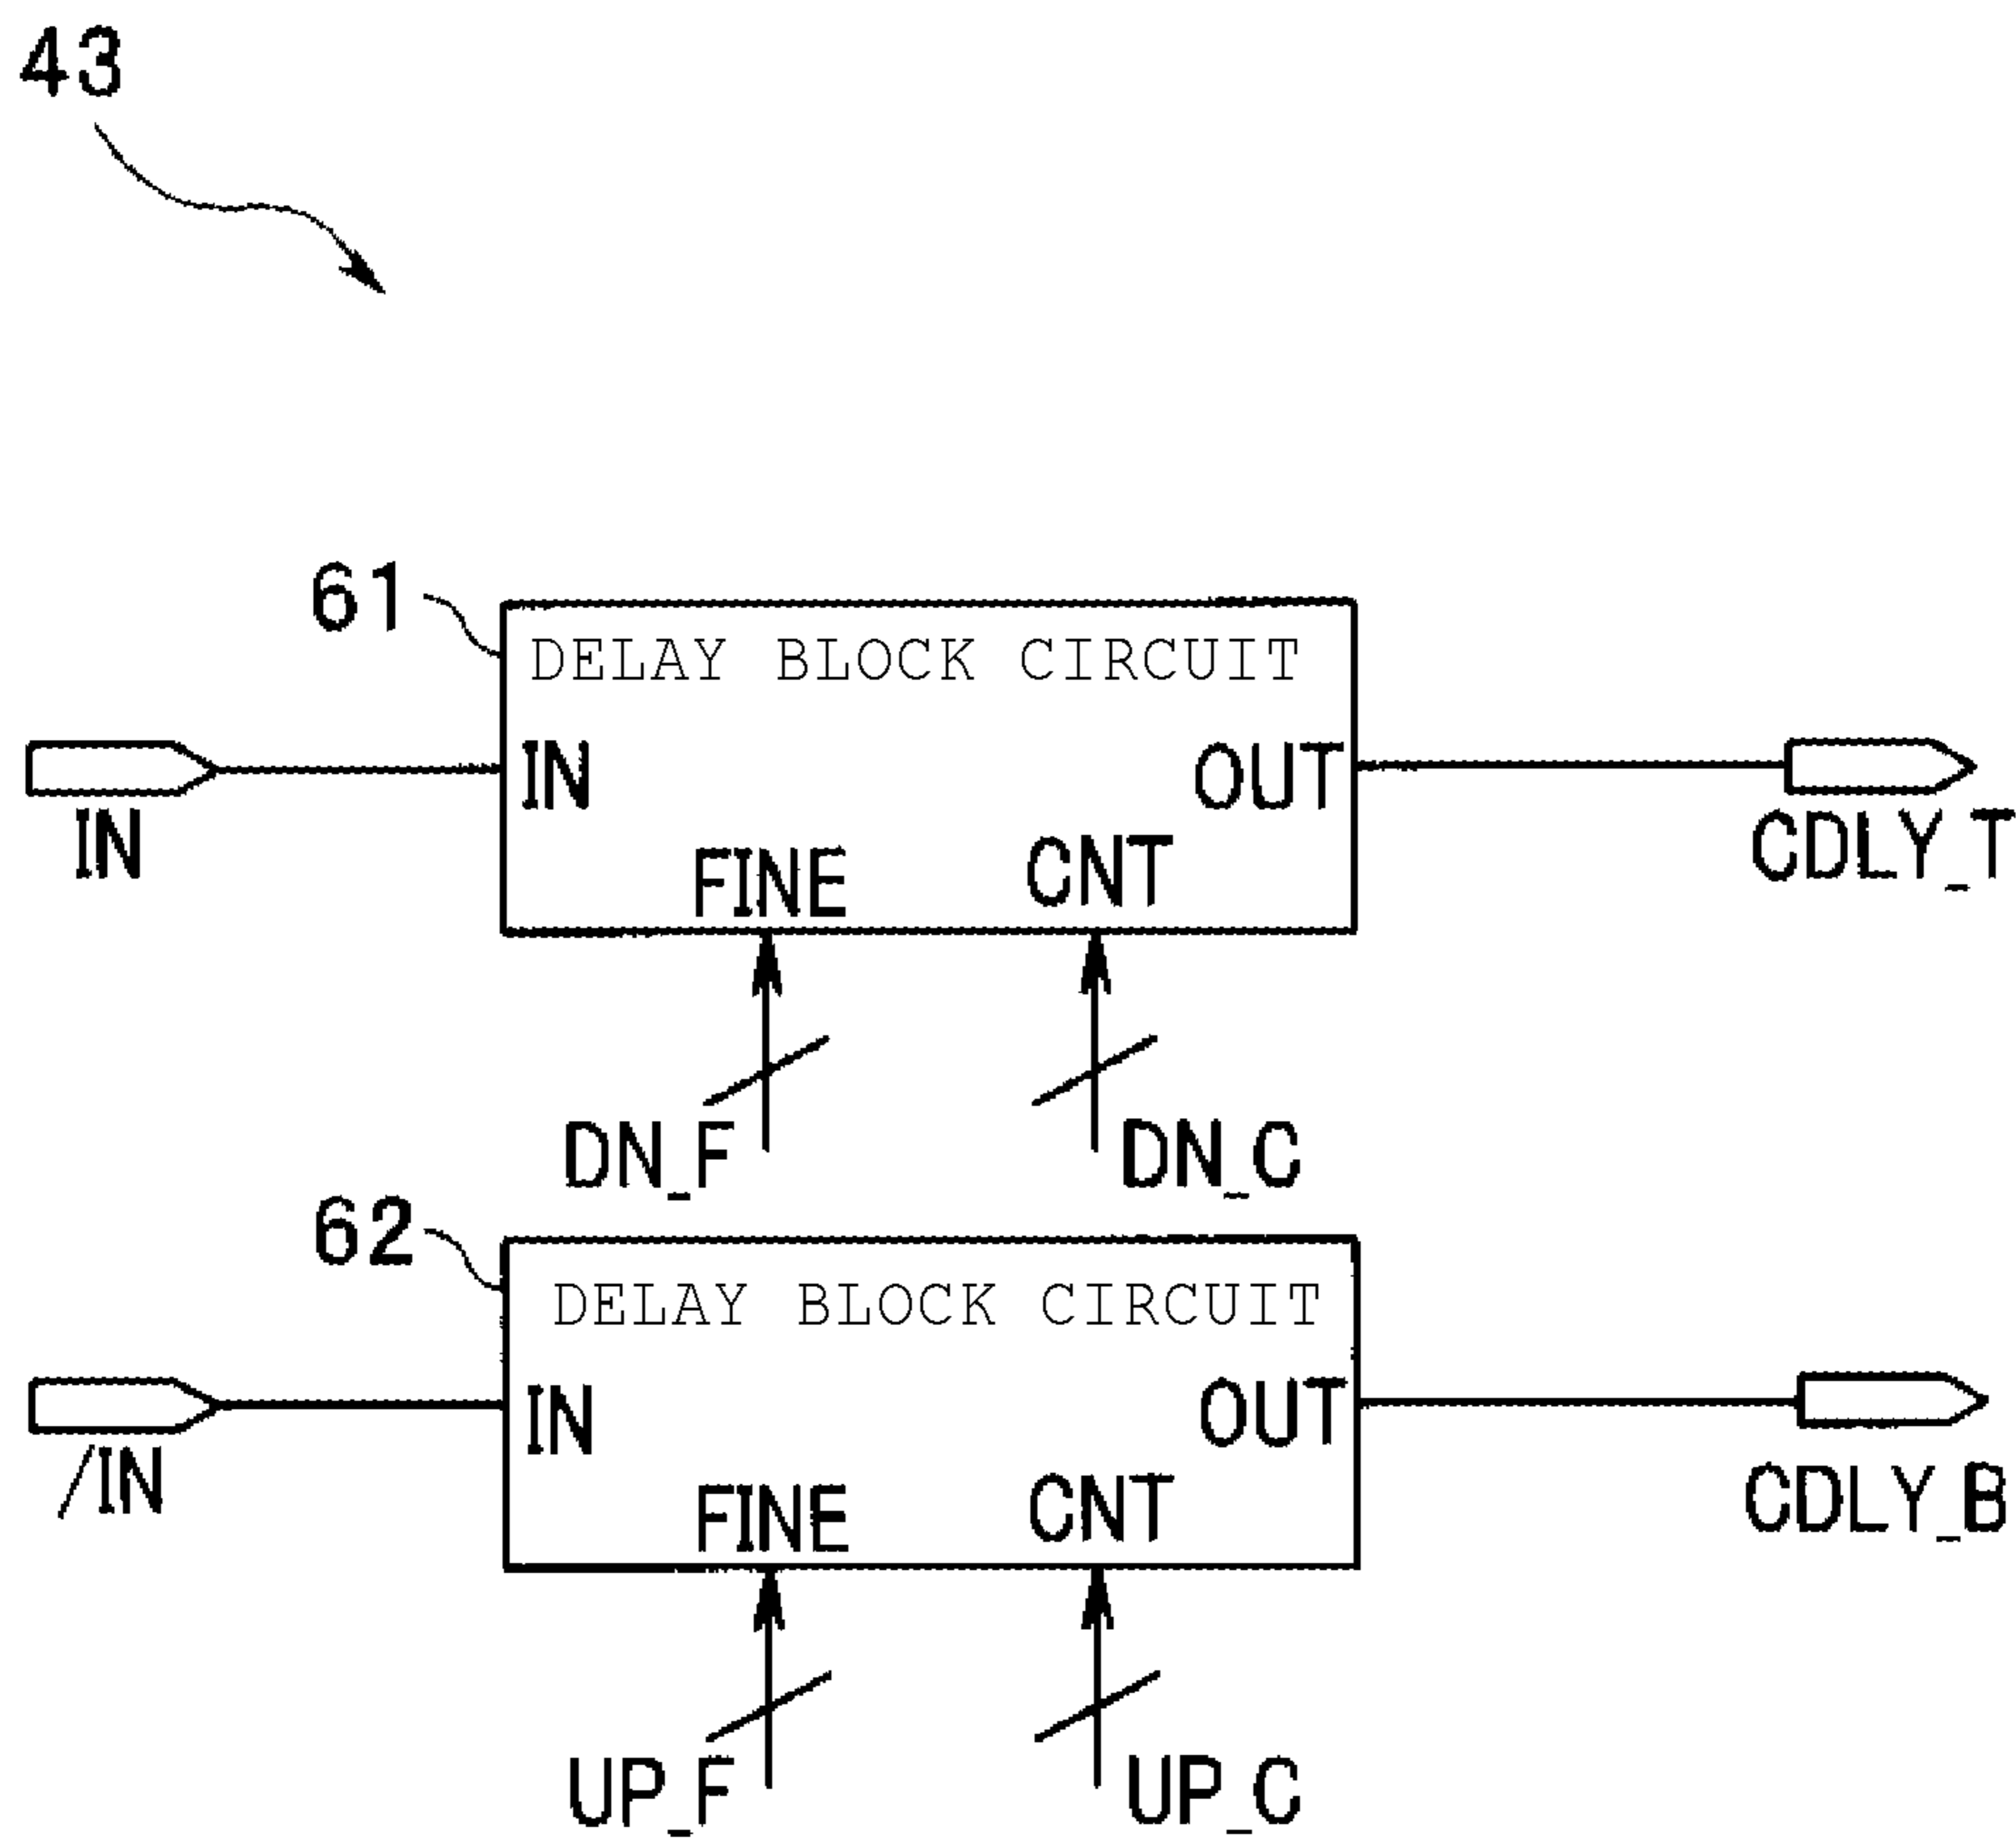 43
61
DELAY BLOCK CIRCUIT
IN OUT
IN CDLY_T
FINE CNT
DN_F DN_C
62
DELAY BLOCK CIRCUIT
IN OUT
/IN CDLY_B
FINE CNT
UP_F UP_C